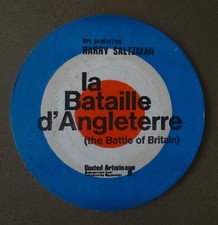 Une production
HARRY SALTZMAN
la
Bataille
d'Angleterre
(the Battle of Britain)
United Artists